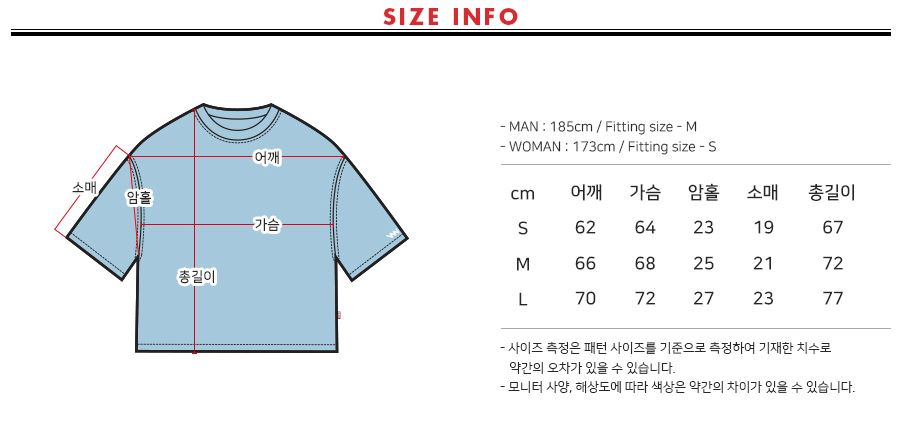 SIZE INFO
어깨
소매
암홀
가슴
총길이
- MAN : 185cm / Fitting size - M
- WOMAN : 173cm / Fitting size - S
cm 어깨 가슴 암홀 소매 총길이
S 62 64 23 19 67
M 66 68 25 21 72
L 70 72 27 23 77
- 사이즈 측정은 패턴 사이즈를 기준으로 측정하여 기재한 치수로
약간의 오차가 있을 수 있습니다.
- 모니터 사양, 해상도에 따라 색상은 약간의 차이가 있을 수 있습니다.